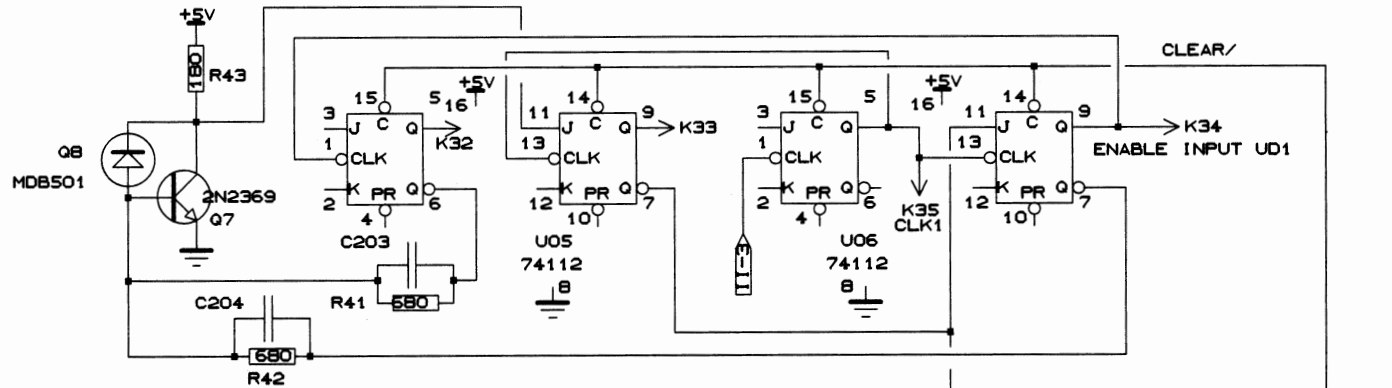 +5V
180
R43
Q8
MDB501
2N2369
Q7
3 15 5
J C Q
K32
1 CLK
K PR Q
2 4 6
C203
R41 680
C204
680
R42
+5V
16
11 14 9
J C Q
K33
13 CLK
K PR Q
12 10 7
U05
74112
8
3 15 5
J C Q
1 CLK
K PR Q
2 4 6
K35
CLK1
U06
74112
8
+5V
16
11 14 9
J C Q
K34
13 CLK
ENABLE INPUT UD1
K PR Q
12 10 7
CLEAR/